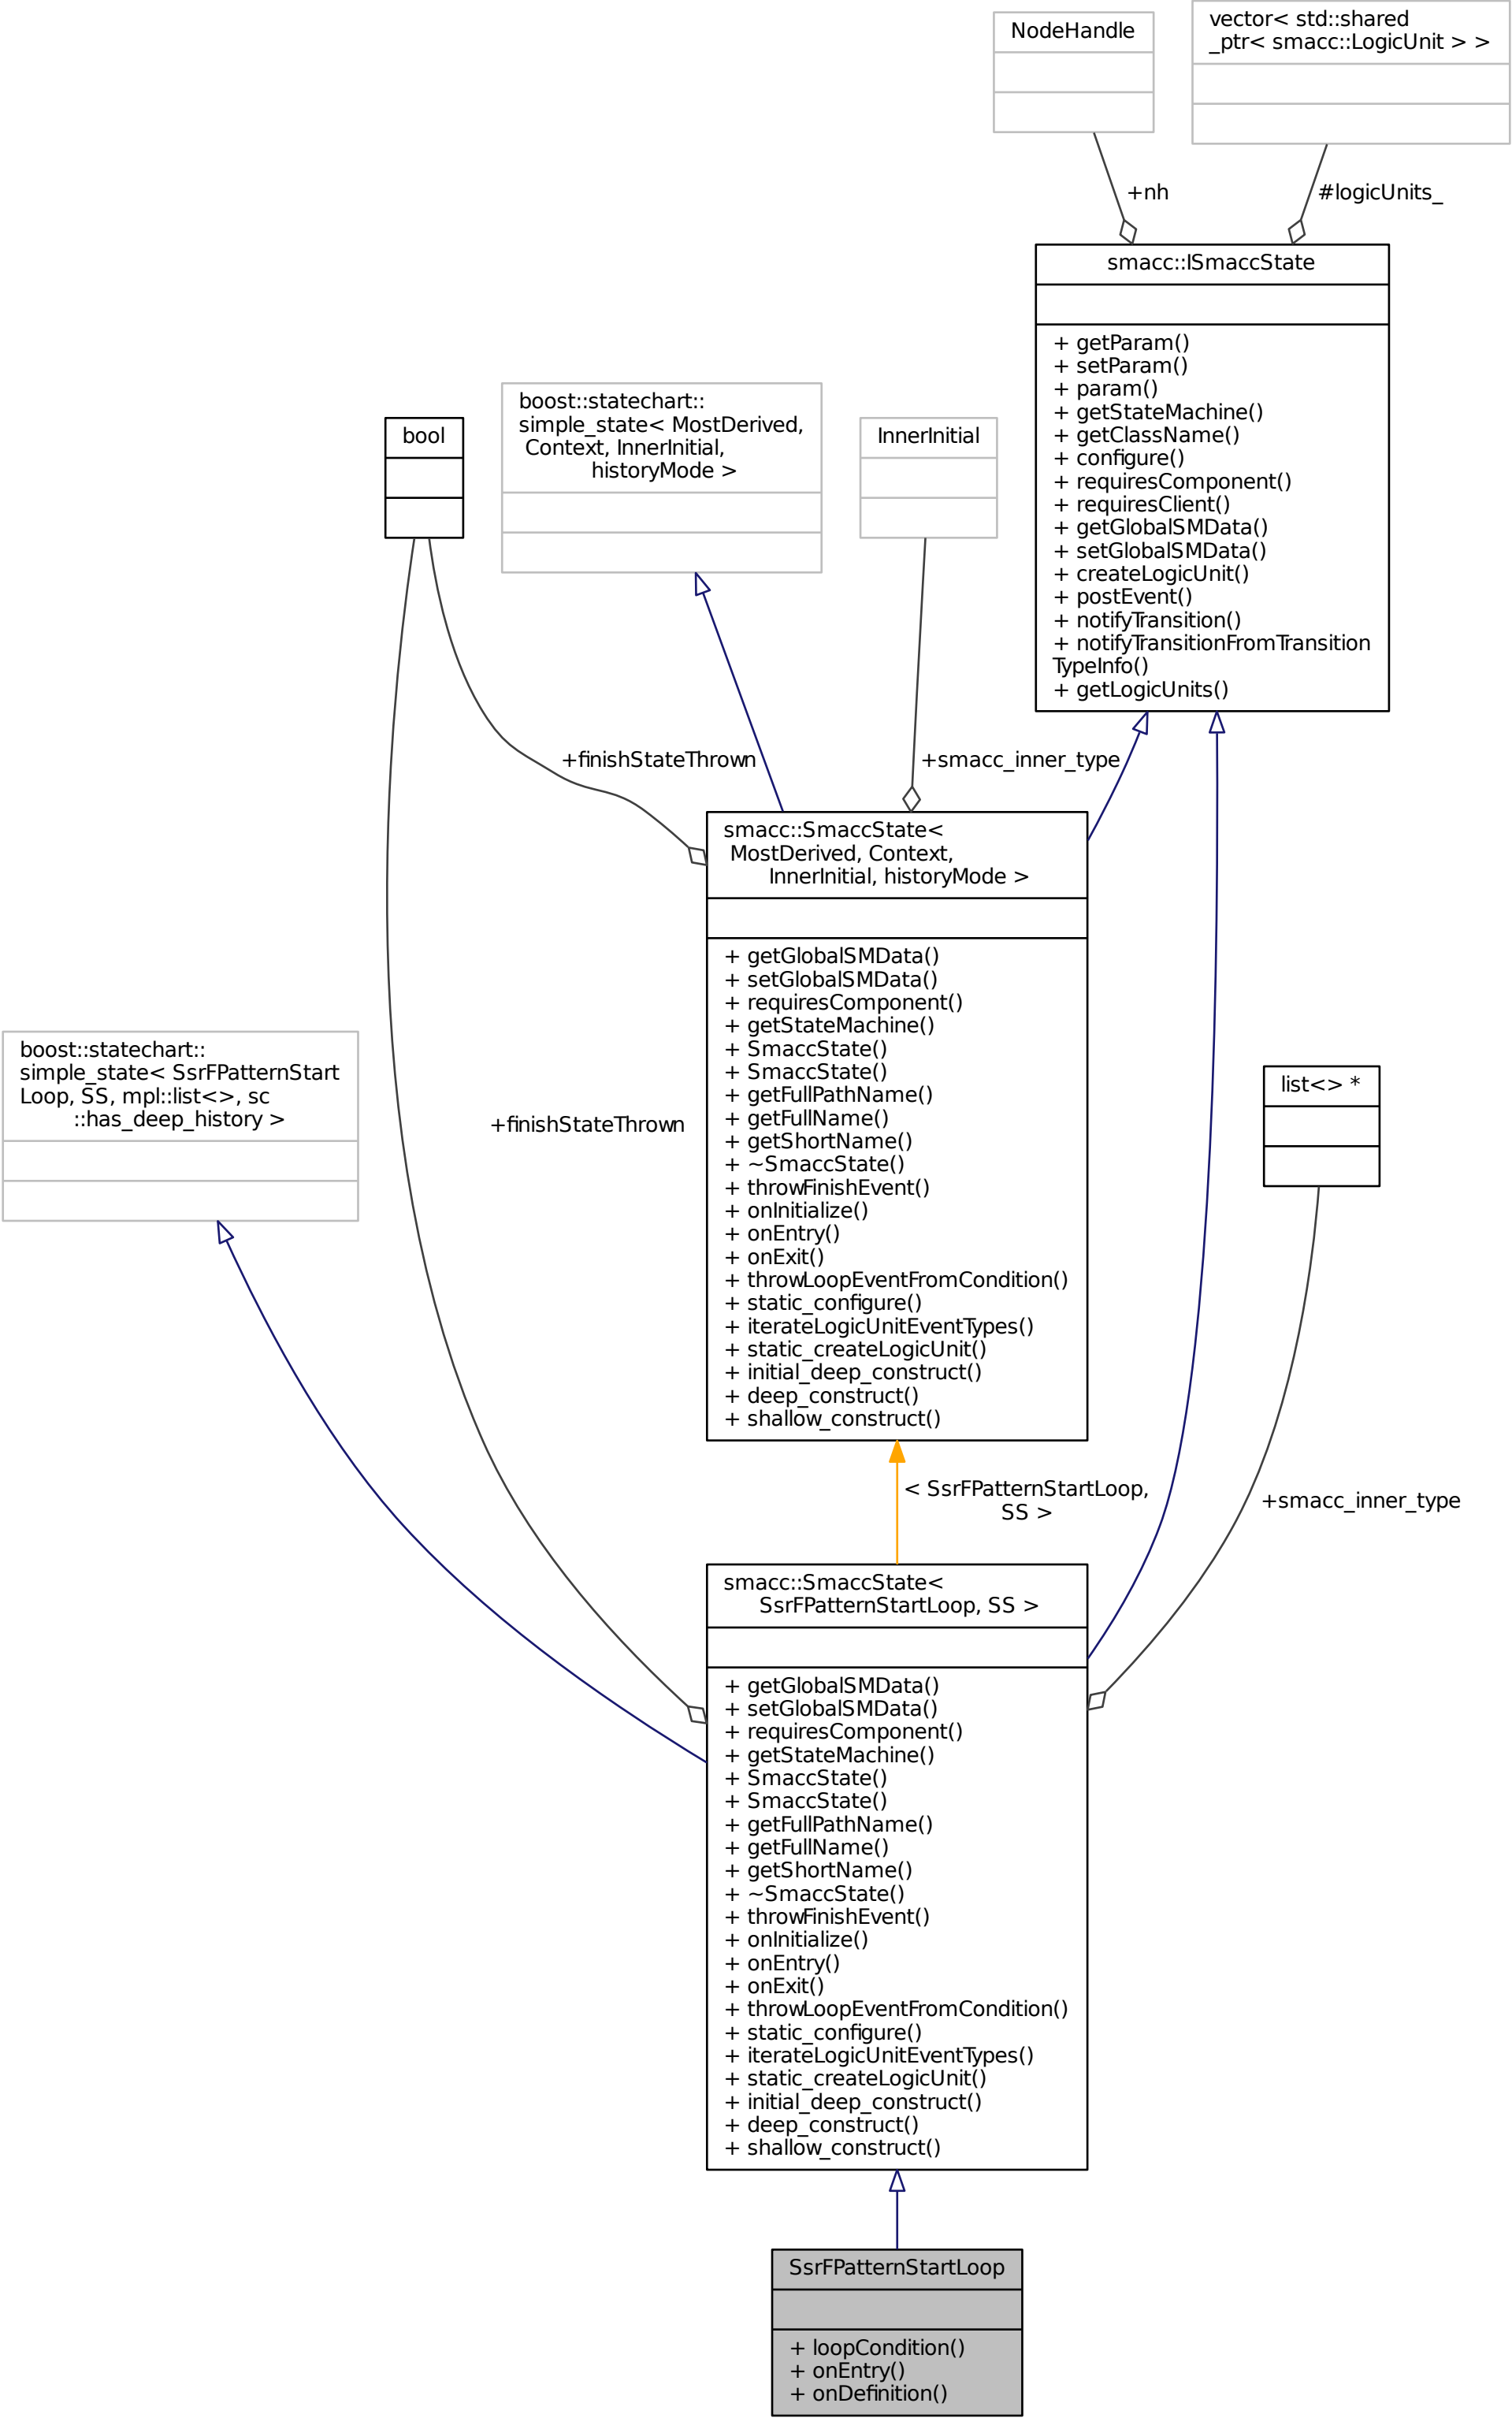 NodeHandle
vector< std::shared
_ptr< smacc::LogicUnit > >
+nh
#logicUnits_
smacc::ISmaccState
+ getParam()
+ setParam()
+ param()
+ getStateMachine()
+ getClassName()
+ configure()
+ requiresComponent()
+ requiresClient()
+ getGlobalSMData()
+ setGlobalSMData()
+ createLogicUnit()
+ postEvent()
+ notifyTransition()
+ notifyTransitionFromTransition
TypeInfo()
+ getLogicUnits()
bool
boost::statechart::
simple_state< MostDerived,
Context, InnerInitial,
historyMode >
InnerInitial
+finishStateThrown
+smacc_inner_type
smacc::SmaccState<
MostDerived, Context,
InnerInitial, historyMode >
+ getGlobalSMData()
+ setGlobalSMData()
+ requiresComponent()
+ getStateMachine()
+ SmaccState()
+ SmaccState()
+ getFullPathName()
+ getFullName()
+ getShortName()
+ ~SmaccState()
+ throwFinishEvent()
+ onInitialize()
+ onEntry()
+ onExit()
+ throwLoopEventFromCondition()
+ static_configure()
+ iterateLogicUnitEventTypes()
+ static_createLogicUnit()
+ initial_deep_construct()
+ deep_construct()
+ shallow_construct()
boost::statechart::
simple_state< SsrFPatternStart
Loop, SS, mpl::list<>, sc
::has_deep_history >
+finishStateThrown
list<> *
< SsrFPatternStartLoop,
SS >
+smacc_inner_type
smacc::SmaccState<
SsrFPatternStartLoop, SS >
+ getGlobalSMData()
+ setGlobalSMData()
+ requiresComponent()
+ getStateMachine()
+ SmaccState()
+ SmaccState()
+ getFullPathName()
+ getFullName()
+ getShortName()
+ ~SmaccState()
+ throwFinishEvent()
+ onInitialize()
+ onEntry()
+ onExit()
+ throwLoopEventFromCondition()
+ static_configure()
+ iterateLogicUnitEventTypes()
+ static_createLogicUnit()
+ initial_deep_construct()
+ deep_construct()
+ shallow_construct()
SsrFPatternStartLoop
+ loopCondition()
+ onEntry()
+ onDefinition()